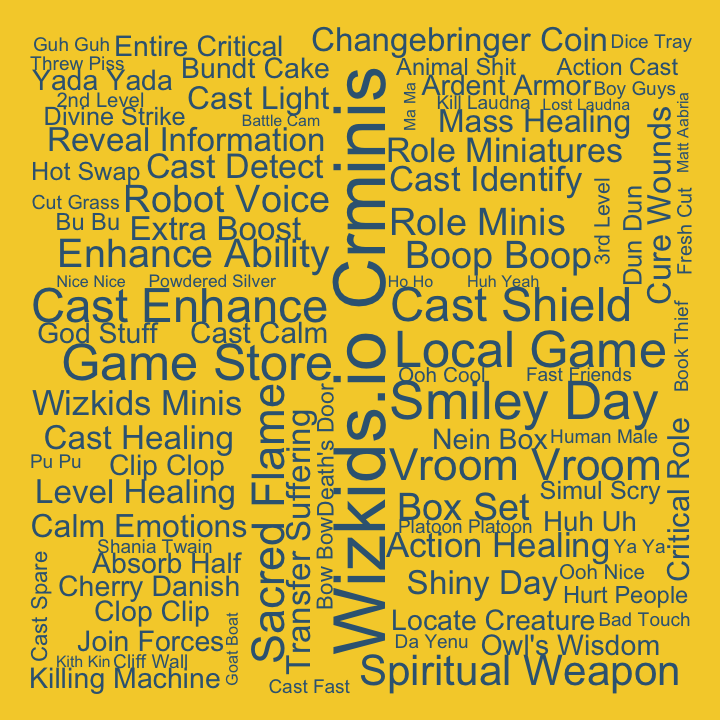 Guh Guh
Entire Critical
Changebringer Coin
Dice Tray
Threw Piss
Yada Yada
Bundt Cake
Animal Shit
Action Cast
2nd Level
Cast Light
Ma Ma
Ardent Armor
Boy Guys
Kill Laudna
Lost Laudna
Divine Strike
Battle Cam
Mass Healing
Matt Aabria
Reveal Information
Role Miniatures
Hot Swap
Cast Detect
Cast Identify
Cure Wounds
Cut Grass
Robot Voice
3rd Level
Dun Dun
Fresh Cut
Bu Bu
Extra Boost
Role Minis
Enhance Ability
Boop Boop
Nice Nice
Powdered Silver
Wizkids.io Crminis
Ho Ho
Huh Yeah
Cast Enhance
Cast Shield
Book Thief
God Stuff
Cast Calm
Game Store
Local Game
Ooh Cool
Fast Friends
Wizkids Minis
Sacred Flame
Transfer Suffering
Death's Door
Smiley Day
Cast Healing
Nein Box
Human Male
Critical Role
Pu Pu
Clip Clop
Vroom Vroom
Level Healing
Simul Scry
Box Set
Calm Emotions
Platoon Platoon
Huh Uh
Shania Twain
Bow Bow
Action Healing
Ya Ya
Cast Spare
Absorb Half
Cherry Danish
Shiny Day
Ooh Nice
Hurt People
Clop Clip
Goat Boat
Locate Creature
Bad Touch
Join Forces
Da Yenu
Owl's Wisdom
Kith Kin
Cliff Wall
Killing Machine
Cast Fast
Spiritual Weapon